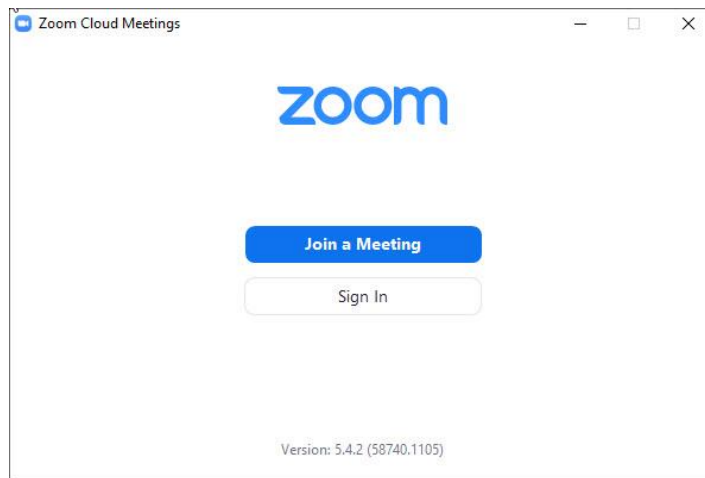 Zoom Cloud Meetings
zoom
Join a Meeting
Sign In
Version: 5.4.2 (58740.1105)